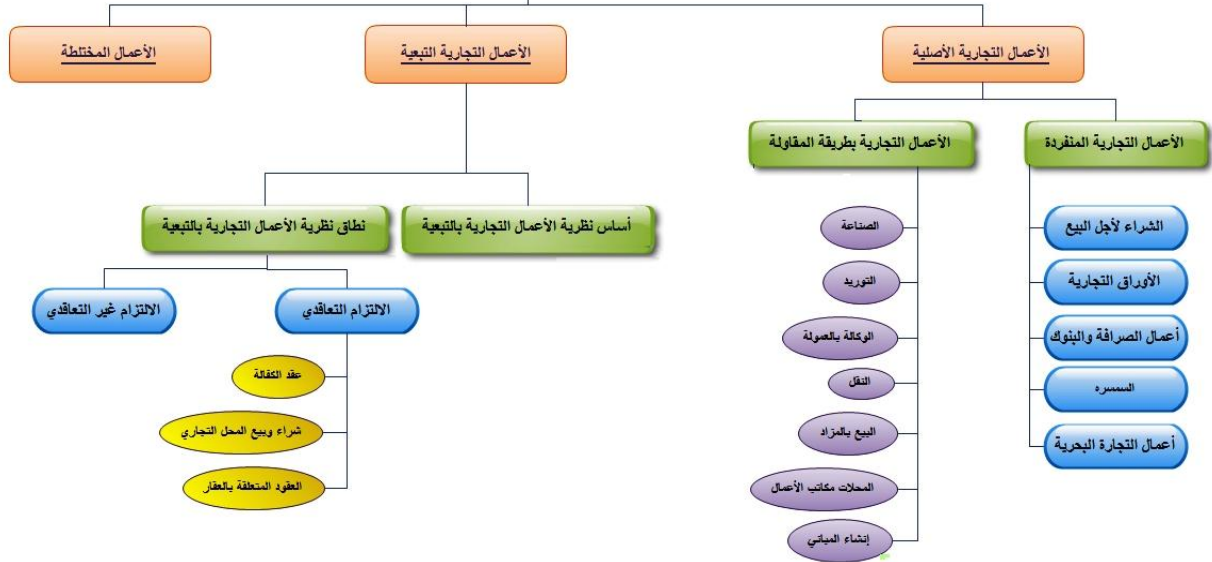 الأعمال التجارية الأصلية
الأعمال التجارية التبعية
الأعمال المختلطة
الأعمال التجارية المنفردة
الأعمال التجارية بطريقة المقاولة
الشراء لأجل البيع
الأوراق التجارية
أعمال الصرافة والبنوك
السمسره
أعمال التجارة البحرية
الصناعة
التوريد
الوكالة بالعمولة
النقل
البيع بالمزاد
المحلات مكاتب الأعمال
إنشاء المباني
أساس نظرية الأعمال التجارية بالتبعية
نطاق نظرية الأعمال التجارية بالتبعية
الالتزام التعاقدي
الالتزام غير التعاقدي
عقد الكفالة
شراء وبيع المحل التجاري
العقود المتعلقة بالعقار